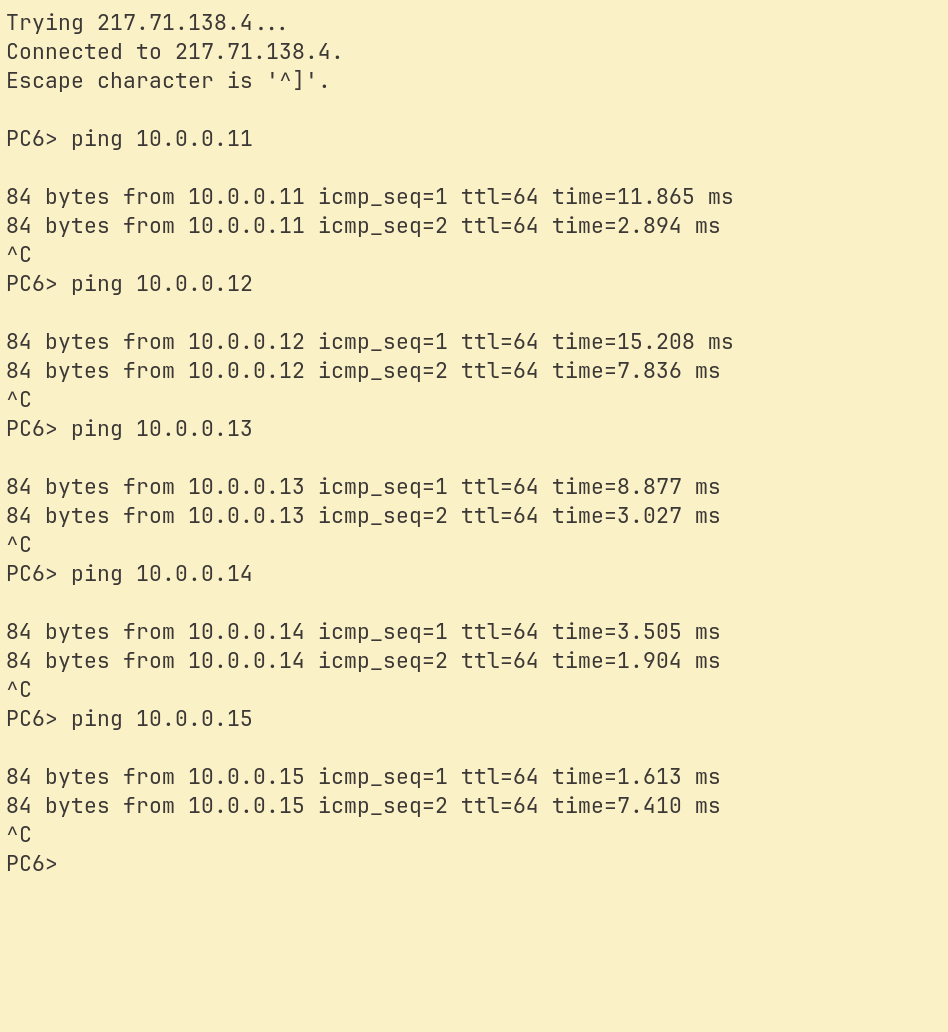 Trying 217.71.138.4...
Connected to 217.71.138.4.
Escape character is '^]'.
PC6> ping 10.0.0.11
84 bytes from 10.0.0.11 icmp_seq=1 ttl=64 time=11.865 ms
84 bytes from 10.0.0.11 icmp_seq=2 ttl=64 time=2.894 ms
^C
PC6> ping 10.0.0.12
84 bytes from 10.0.0.12 icmp_seq=1 ttl=64 time=15.208 ms
84 bytes from 10.0.0.12 icmp_seq=2 ttl=64 time=7.836 ms
^C
PC6> ping 10.0.0.13
84 bytes from 10.0.0.13 icmp_seq=1 ttl=64 time=8.877 ms
84 bytes from 10.0.0.13 icmp_seq=2 ttl=64 time=3.027 ms
^C
PC6> ping 10.0.0.14
84 bytes from 10.0.0.14 icmp_seq=1 ttl=64 time=3.505 ms
84 bytes from 10.0.0.14 icmp_seq=2 ttl=64 time=1.904 ms
^C
PC6> ping 10.0.0.15
84 bytes from 10.0.0.15 icmp_seq=1 ttl=64 time=1.613 ms
84 bytes from 10.0.0.15 icmp_seq=2 ttl=64 time=7.410 ms
^C
PC6>